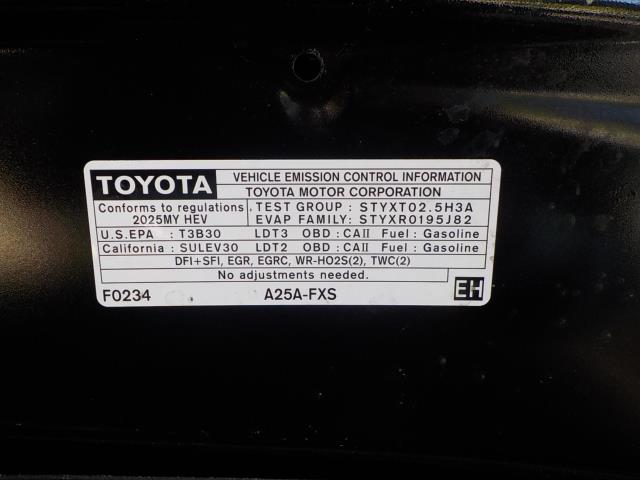 TOYOTA
VEHICLE EMISSION CONTROL INFORMATION
TOYOTA MOTOR CORPORATION
Conforms to regulations
2025MY HEV
TEST GROUP : STYXT02.5H3A
EVAP FAMILY: STYXR0195J82
U.S.EPA : T3B30 LDT3 OBD : CAII Fuel : Gasoline
California : SULEV30 LDT2 OBD : CAII Fuel : Gasoline
DFI+SFI, EGR, EGRC, WR-HO2S(2), TWC(2)
No adjustments needed.
F0234 A25A-FXS EH